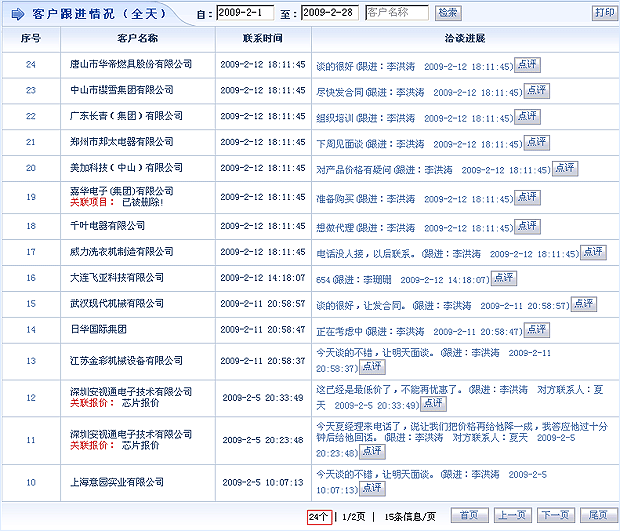 客户跟进情况（全天） 自：2009-2-1 至：2009-2-28 客户名称 检索 打印
序号 客户名称 联系时间 洽谈进展
24 唐山市华帝燃具股份有限公司 2009-2-12 18:11:45 谈的很好(跟进：李洪涛 2009-2-12 18:11:45) 点评
23 中山市樱雪集团有限公司 2009-2-12 18:11:45 尽快发合同(跟进：李洪涛 2009-2-12 18:11:45) 点评
22 广东长青（集团）有限公司 2009-2-12 18:11:45 组织培训(跟进：李洪涛 2009-2-12 18:11:45) 点评
21 郑州市邦太电器有限公司 2009-2-12 18:11:45 下周见面谈(跟进：李洪涛 2009-2-12 18:11:45) 点评
20 美加科技（中山）有限公司 2009-2-12 18:11:45 对产品价格有疑问(跟进：李洪涛 2009-2-12 18:11:45) 点评
19 嘉华电子(集团)有限公司 2009-2-12 18:11:45 准备购买(跟进：李洪涛 2009-2-12 18:11:45) 点评
关联项目： 已被删除!
18 千叶电器有限公司 2009-2-12 18:11:45 想做代理(跟进：李洪涛 2009-2-12 18:11:45) 点评
17 威力洗衣机制造有限公司 2009-2-12 18:11:45 电话没人接，以后联系。(跟进：李洪涛 2009-2-12 18:11:45) 点评
16 大连飞亚科技有限公司 2009-2-12 14:18:07 654(跟进：李珊珊 2009-2-12 14:18:07) 点评
15 武汉现代机械有限公司 2009-2-11 20:58:57 谈的很好，让发合同。(跟进：李洪涛 2009-2-11 20:58:57) 点评
14 日华国际集团 2009-2-11 20:58:47 正在考虑中(跟进：李洪涛 2009-2-11 20:58:47) 点评
13 江苏金彩机械设备有限公司 2009-2-11 20:58:37 今天谈的不错，让明天面谈。(跟进：李洪涛 2009-2-11
20:58:37) 点评
12 深圳安视通电子技术有限公司 2009-2-5 20:33:49 这已经是最低价了，不能再优惠了。(跟进：李洪涛 对方联系人：夏
关联报价： 芯片报价 天 2009-2-5 20:33:49) 点评
11 深圳安视通电子技术有限公司 2009-2-5 20:23:48 今天夏经理来电话了，说让我们把价格再给他降一成，我答应他过十分
关联报价： 芯片报价 钟后给他回话。(跟进：李洪涛 对方联系人：夏天 2009-2-5
20:23:48) 点评
10 上海意园实业有限公司 2009-2-5 10:07:13 今天谈的不错，让明天面谈。(跟进：李洪涛 2009-2-5
10:07:13) 点评
24个 | 1/2页 | 15条信息/页 首页 上一页 下一页 尾页